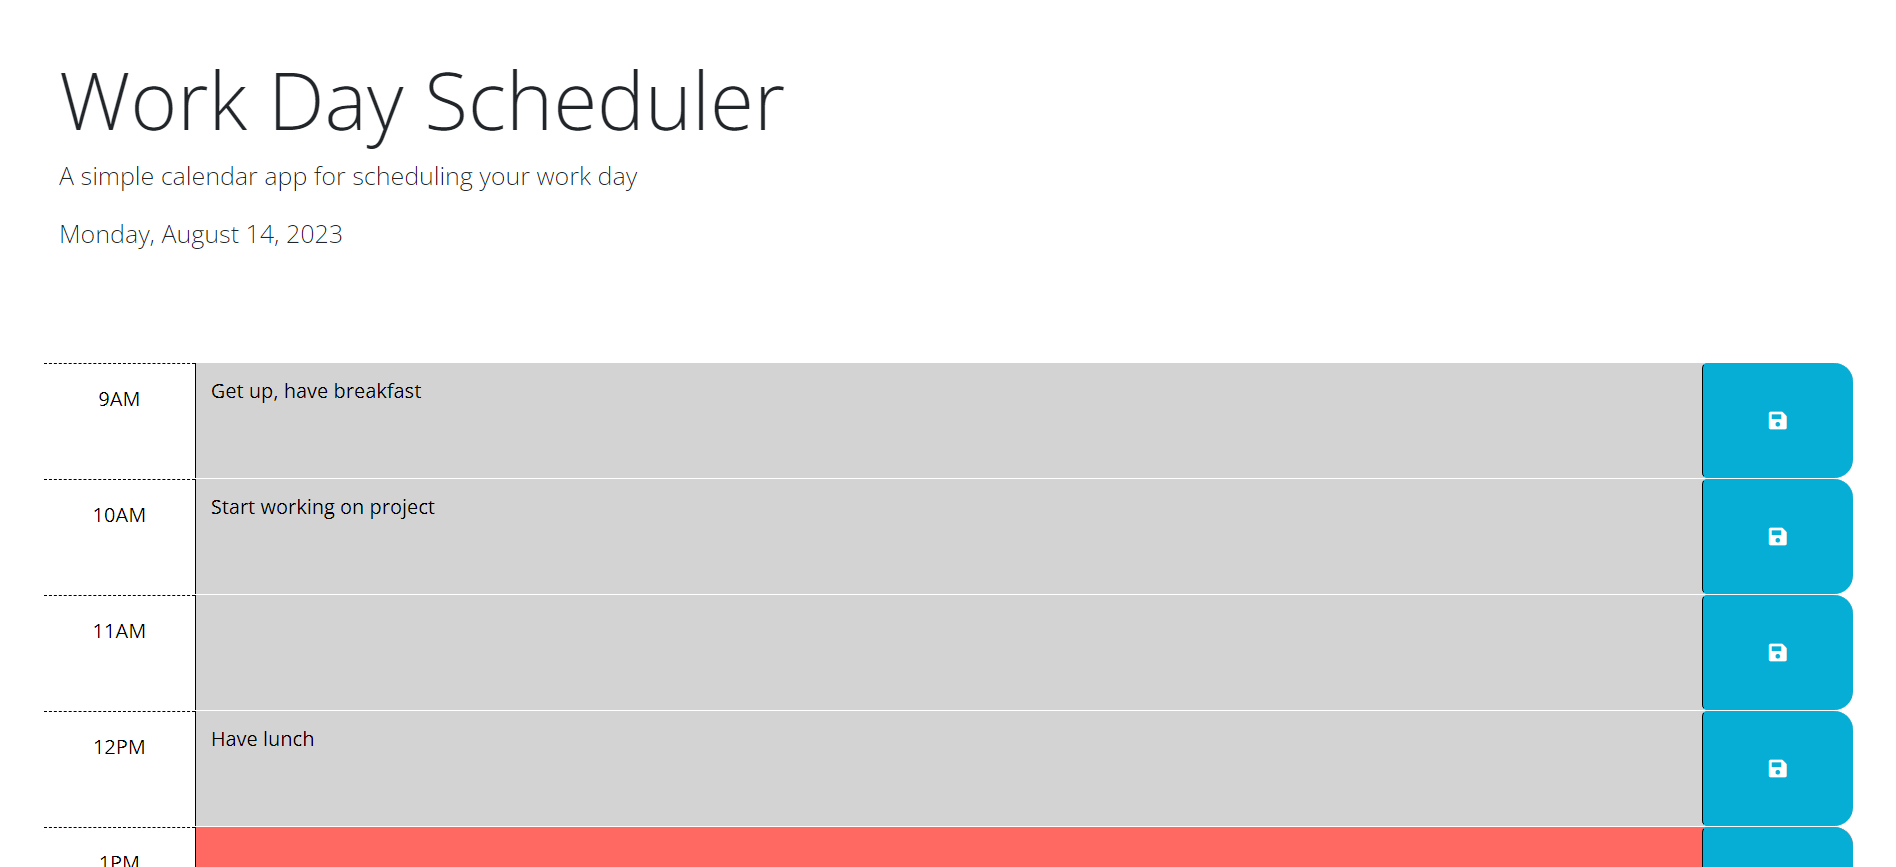 Work Day Scheduler
A simple calendar app for scheduling your work day
Monday, August 14, 2023
9AM
Get up, have breakfast
10AM
Start working on project
11AM
12PM
Have lunch
1PM